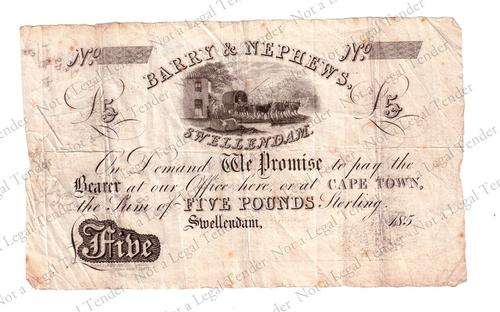 No No
BARRY & NEPHEWS,
£5 £5
SWELLENDAM.
On Demand We Promise to pay the
Bearer at our Office here, or at CAPE TOWN,
the Sum of FIVE POUNDS Sterling.
Swellendam, 185
Five
Not a Legal Tender